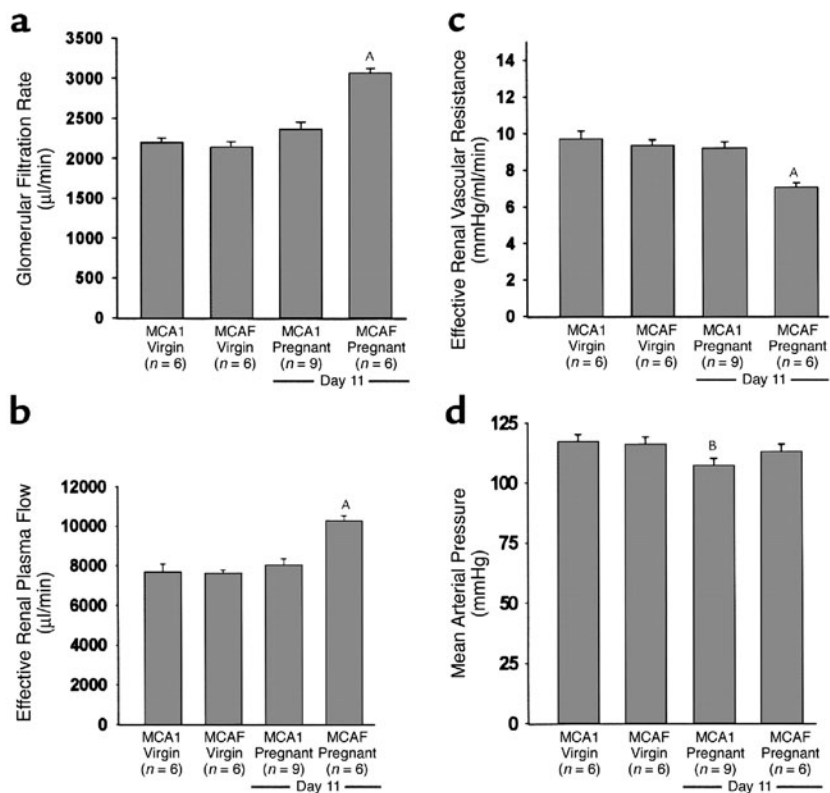 a
Glomerular Filtration Rate
(μl/min)
3500
3000
2500
2000
1500
1000
500
0
A
MCA1
Virgin
(n = 6)
MCAF
Virgin
(n = 6)
MCA1
Pregnant
(n = 9)
MCAF
Pregnant
(n = 6)
Day 11
b
Effective Renal Plasma Flow
(μl/min)
12000
10000
8000
6000
4000
2000
0
A
MCA1
Virgin
(n = 6)
MCAF
Virgin
(n = 6)
MCA1
Pregnant
(n = 9)
MCAF
Pregnant
(n = 6)
Day 11
c
Effective Renal Vascular Resistance
(mmHg/ml/min)
14
12
10
8
6
4
2
0
A
MCA1
Virgin
(n = 6)
MCAF
Virgin
(n = 6)
MCA1
Pregnant
(n = 9)
MCAF
Pregnant
(n = 6)
Day 11
d
Mean Arterial Pressure
(mmHg)
125
100
75
50
25
0
B
MCA1
Virgin
(n = 6)
MCAF
Virgin
(n = 6)
MCA1
Pregnant
(n = 9)
MCAF
Pregnant
(n = 6)
Day 11